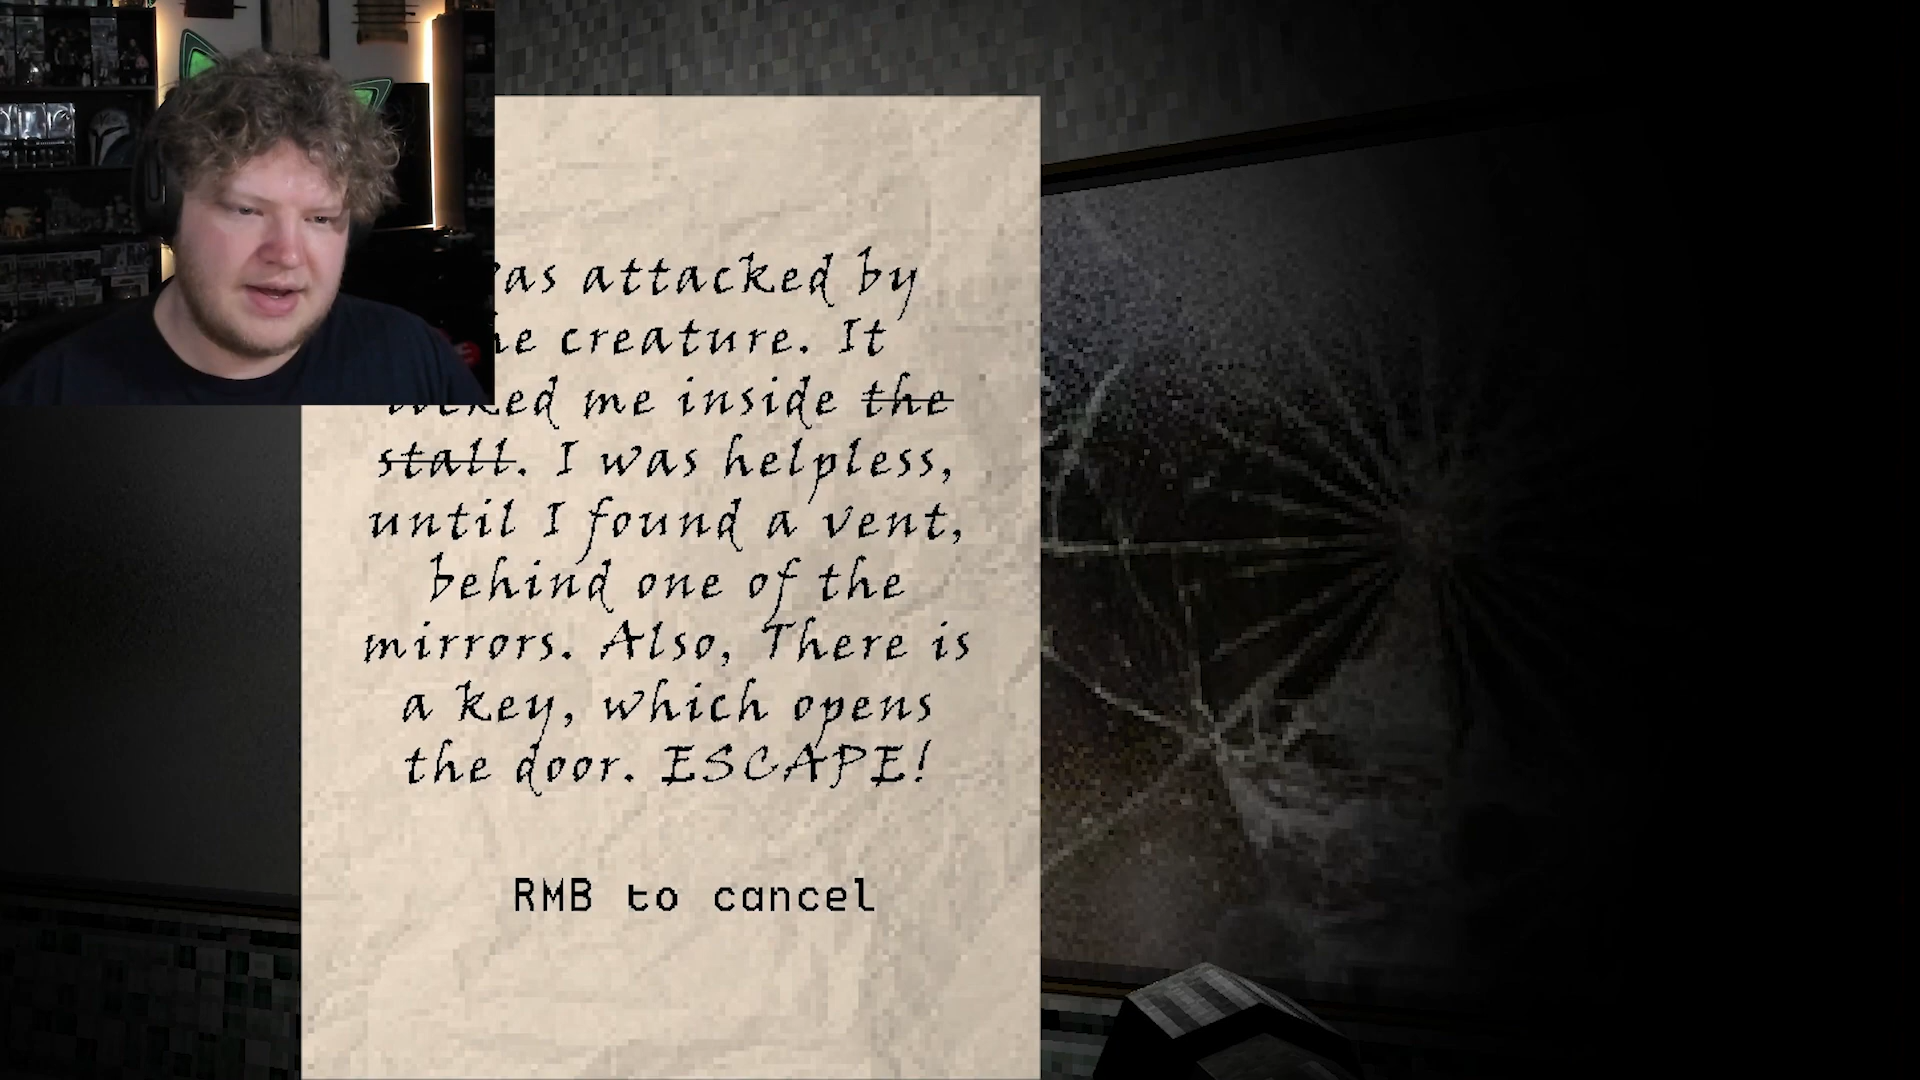 attacked by
creature. It
me inside the
stall. I was helpless,
until I found a vent,
behind one of the
mirrors. Also, There is
a key, which opens
the door. ESCAPE!
RMB to cancel